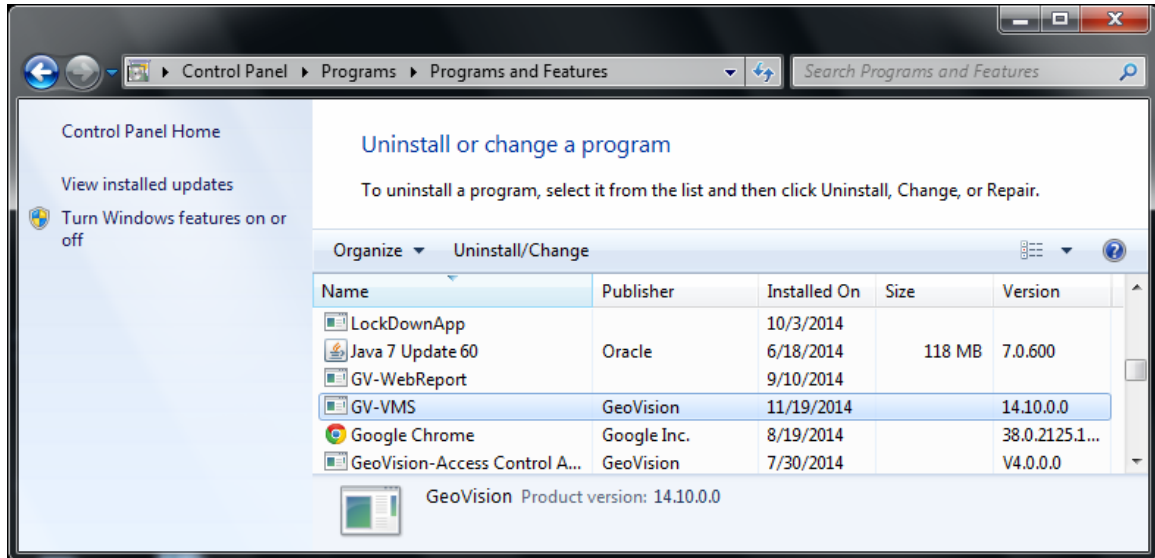 Control Panel ▸ Programs ▸ Programs and Features Search Programs and Features
Control Panel Home
View installed updates
Turn Windows features on or
off
Uninstall or change a program
To uninstall a program, select it from the list and then click Uninstall, Change, or Repair.
Organize Uninstall/Change
Name Publisher Installed On Size Version
LockDownApp 10/3/2014
Java 7 Update 60 Oracle 6/18/2014 118 MB 7.0.600
GV-WebReport 9/10/2014
GV-VMS GeoVision 11/19/2014 14.10.0.0
Google Chrome Google Inc. 8/19/2014 38.0.2125.1...
GeoVision-Access Control A... GeoVision 7/30/2014 V4.0.0.0
GeoVision Product version: 14.10.0.0